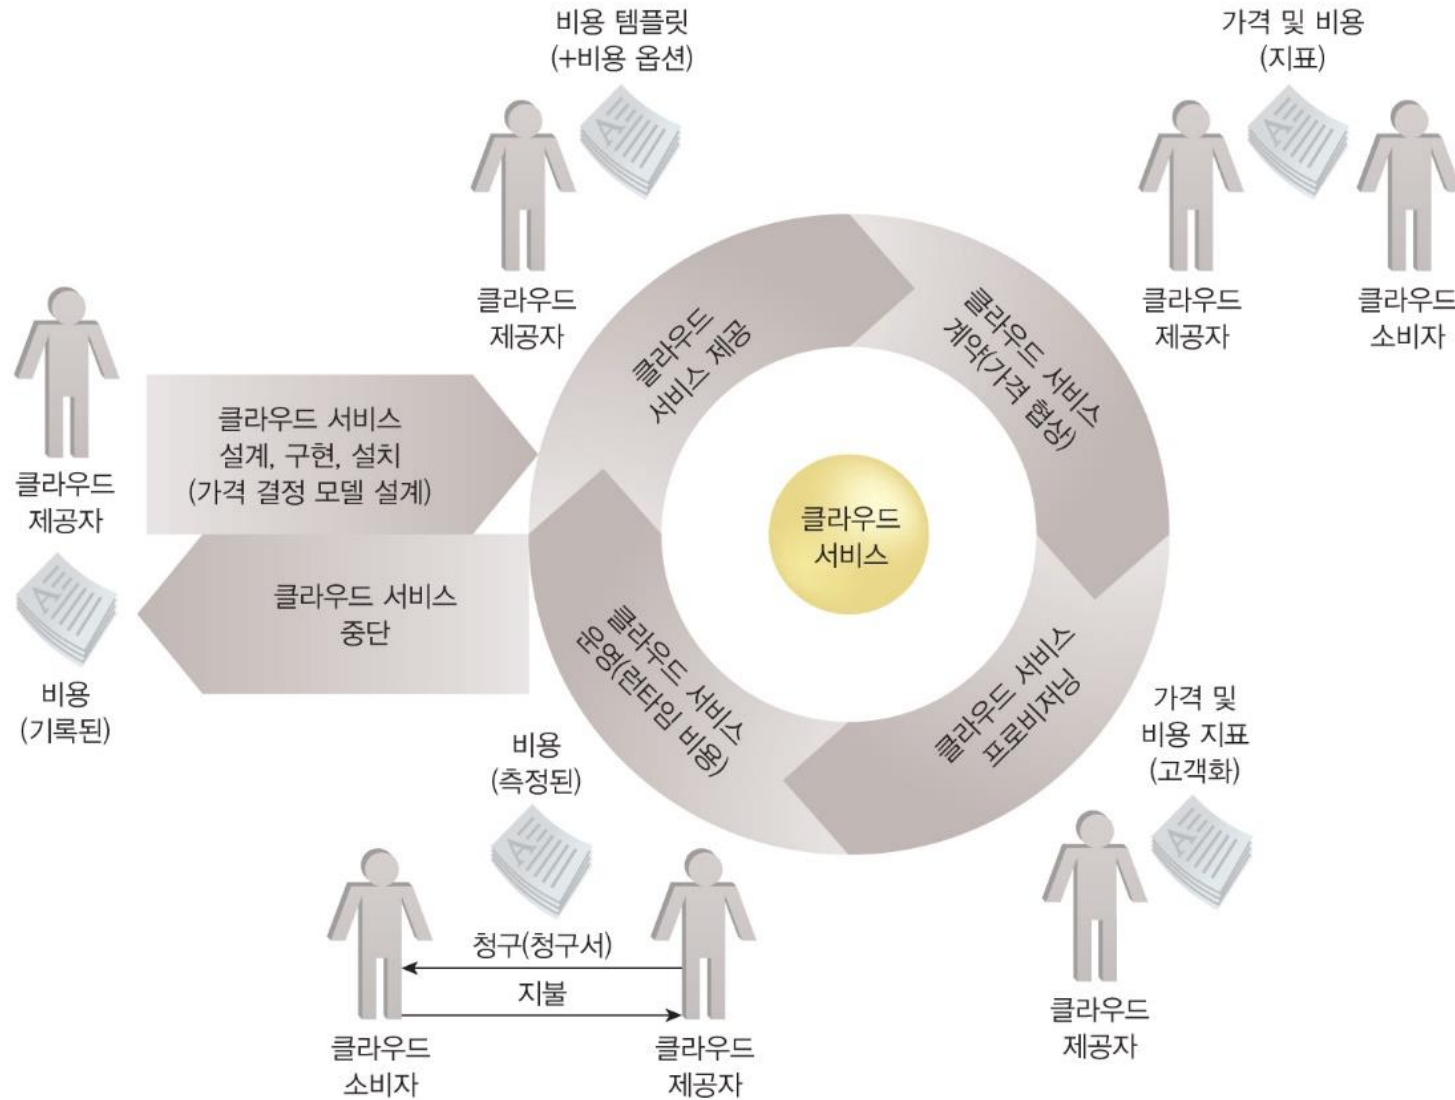 비용 템플릿
(+비용 옵션)
가격 및 비용
(지표)
클라우드
제공자
클라우드
제공자
클라우드
소비자
클라우드
서비스 제공
클라우드 서비스
계약(가격 협상)
클라우드
제공자
클라우드 서비스
설계, 구현, 설치
(가격 결정 모델 설계)
클라우드
서비스
클라우드 서비스
중단
비용
(기록된)
클라우드 서비스
운영(런타임 비용)
클라우드 서비스
프로비저닝
가격 및
비용 지표
(고객화)
비용
(측정된)
청구(청구서)
지불
클라우드
소비자
클라우드
제공자
클라우드
제공자